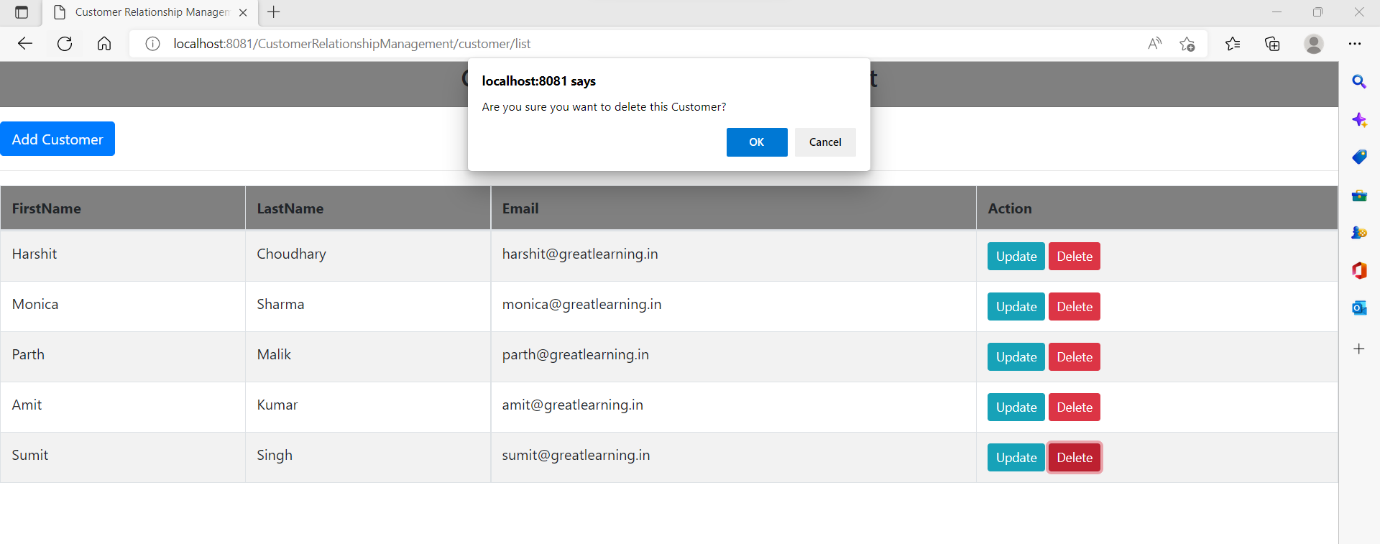 Customer Relationship Managem
localhost:8081/CustomerRelationshipManagement/customer/list
localhost:8081 says
Are you sure you want to delete this Customer?
OK Cancel
Add Customer
FirstName LastName Email Action
Harshit Choudhary harshit@greatlearning.in Update Delete
Monica Sharma monica@greatlearning.in Update Delete
Parth Malik parth@greatlearning.in Update Delete
Amit Kumar amit@greatlearning.in Update Delete
Sumit Singh sumit@greatlearning.in Update Delete